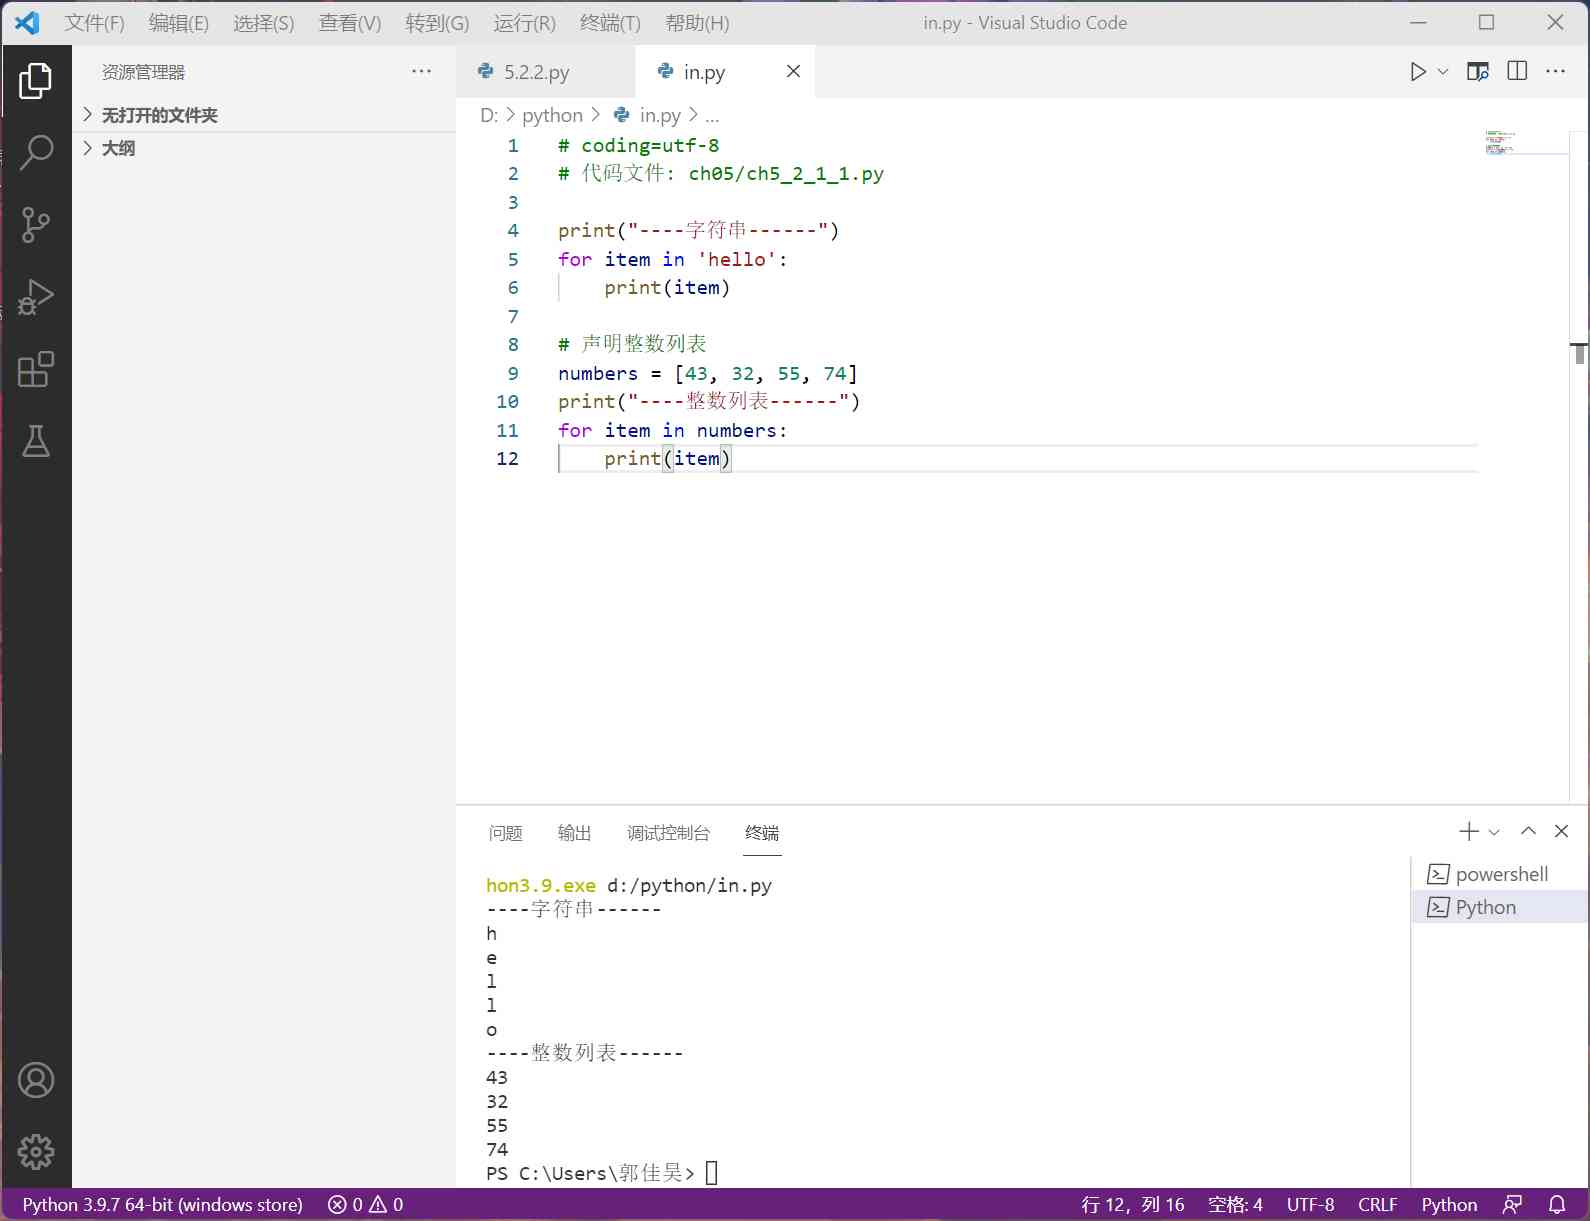 文件(F) 编辑(E) 选择(S) 查看(V) 转到(G) 运行(R) 终端(T) 帮助(H) in.py - Visual Studio Code
资源管理器
无打开的文件夹
大纲
5.2.2.py in.py
D: > python > in.py > ...
1 # coding=utf-8
2 # 代码文件: ch05/ch5_2_1_1.py
3
4 print("----字符串------")
5 for item in 'hello':
6     print(item)
7
8 # 声明整数列表
9 numbers = [43, 32, 55, 74]
10 print("----整数列表------")
11 for item in numbers:
12     print(item)
问题 输出 调试控制台 终端
hon3.9.exe d:/python/in.py
----字符串------
h
e
l
l
o
----整数列表------
43
32
55
74
PS C:\Users\郭佳昊>
powershell
Python
Python 3.9.7 64-bit (windows store) 0 0 行 12, 列 16 空格: 4 UTF-8 CRLF Python